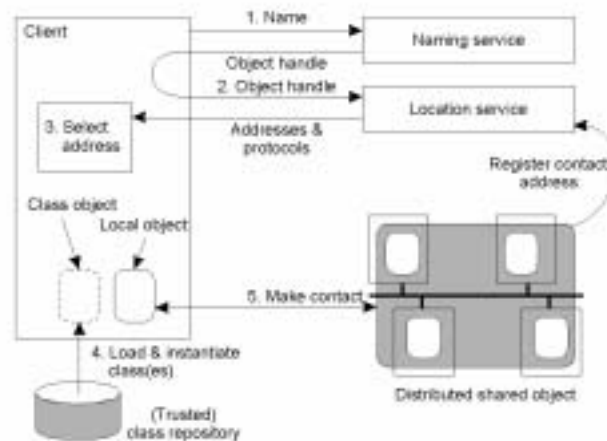 Client
1. Name
Naming service
Object handle
2. Object handle
Location service
3. Select
address
Addresses &
protocols
Register contact
address
Class object
Local object
5. Make contact
4. Load & instantiate
class(es)
Distributed shared object
(Trusted)
class repository